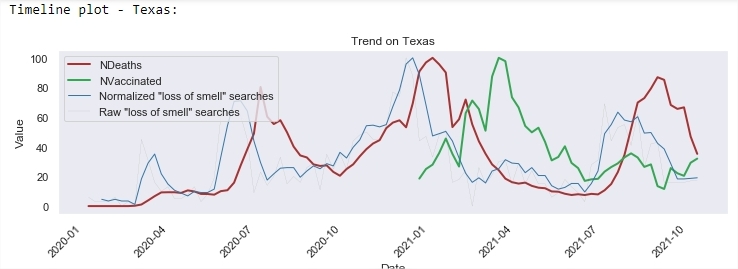 Timeline plot - Texas:
Trend on Texas
NDeaths
NVaccinated
Normalized "loss of smell" searches
Raw "loss of smell" searches
Value
100
80
60
40
20
0
2020-01
2020-04
2020-07
2020-10
2021-01
2021-04
2021-07
2021-10
Date